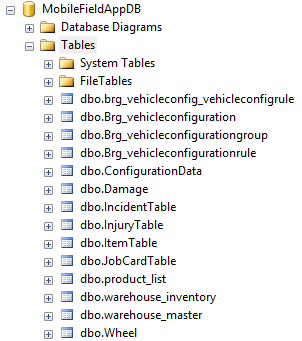 MobileFieldAppDB
Database Diagrams
Tables
System Tables
FileTables
dbo.brg_vehicleconfig_vehicleconfigrule
dbo.Brg_vehicleconfiguration
dbo.Brg_vehicleconfigurationgroup
dbo.Brg_vehicleconfigurationrule
dbo.ConfigurationData
dbo.Damage
dbo.IncidentTable
dbo.InjuryTable
dbo.ItemTable
dbo.JobCardTable
dbo.product_list
dbo.warehouse_inventory
dbo.warehouse_master
dbo.Wheel